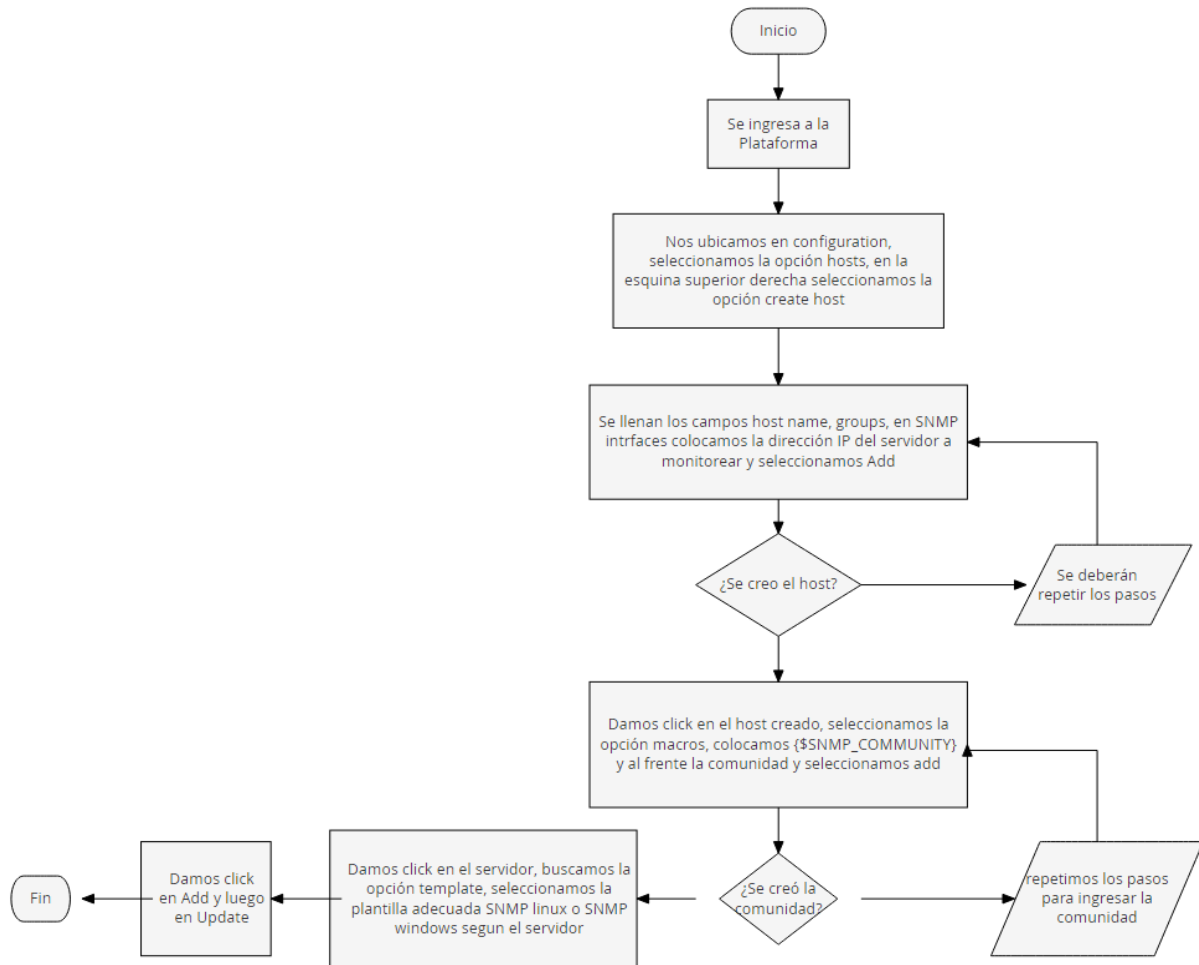 Inicio
Se ingresa a la
Plataforma
Nos ubicamos en configuration,
seleccionamos la opción hosts, en la
esquina superior derecha seleccionamos la
opción create host
Se llenan los campos host name, groups, en SNMP
intrfaces colocamos la dirección IP del servidor a
monitorear y seleccionamos Add
¿Se creo el host?
Se deberán
repetir los pasos
Damos click en el host creado, seleccionamos la
opción macros, colocamos {$SNMP_COMMUNITY}
y al frente la comunidad y seleccionamos add
¿Se creó la
comunidad?
repetimos los pasos
para ingresar la
comunidad
Damos click en el servidor, buscamos la
opción template, seleccionamos la
plantilla adecuada SNMP linux o SNMP
windows segun el servidor
Damos click
en Add y luego
en Update
Fin